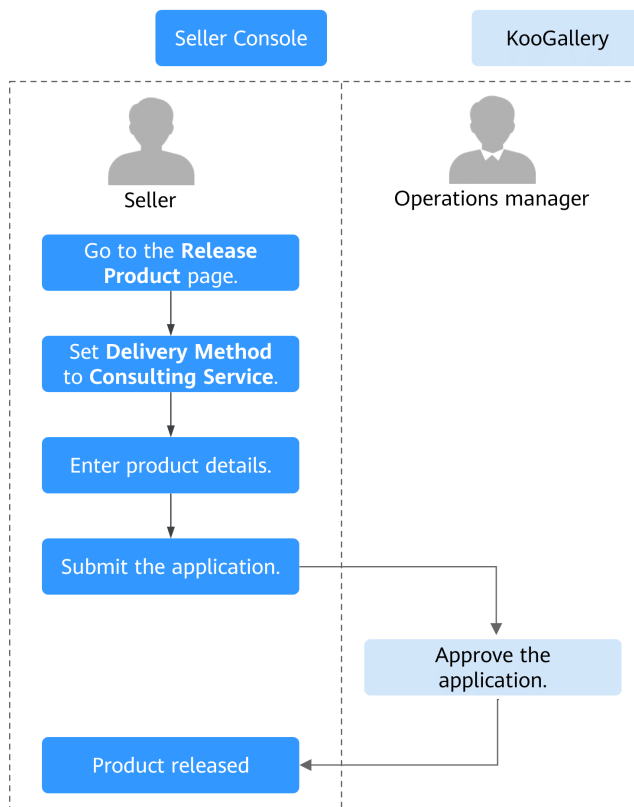 Seller Console
KooGallery
Seller
Operations manager
Go to the Release
Product page.
Set Delivery Method
to Consulting Service.
Enter product details.
Submit the application.
Approve the
application.
Product released